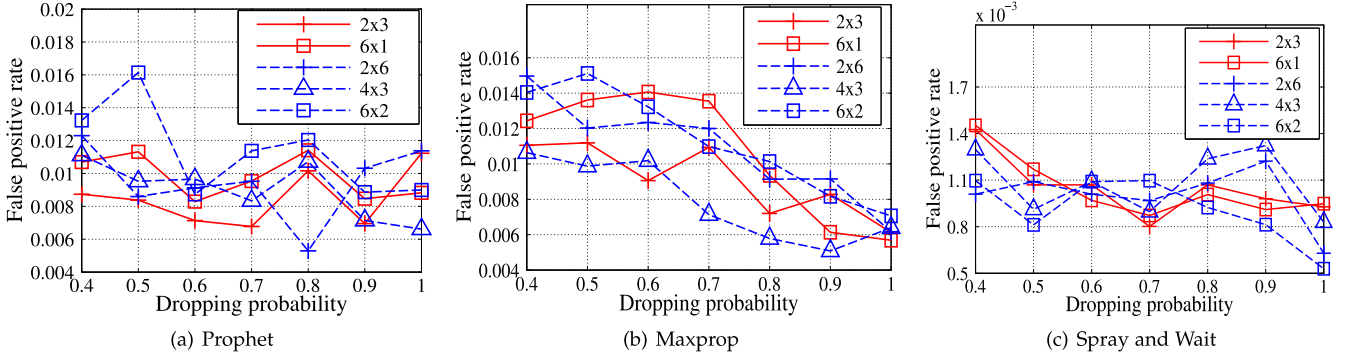 0.02
0.018
0.016
0.014
0.012
0.01
0.008
0.006
0.004
False positive rate
0.4 0.5 0.6 0.7 0.8 0.9 1
Dropping probability
2x3
6x1
2x6
4x3
6x2
(a) Prophet
0.016
0.014
0.012
0.01
0.008
0.006
0.004
False positive rate
0.4 0.5 0.6 0.7 0.8 0.9 1
Dropping probability
2x3
6x1
2x6
4x3
6x2
(b) Maxprop
x 10⁻³
1.7
1.4
1.1
0.8
0.5
False positive rate
0.4 0.5 0.6 0.7 0.8 0.9 1
Dropping probability
2x3
6x1
2x6
4x3
6x2
(c) Spray and Wait